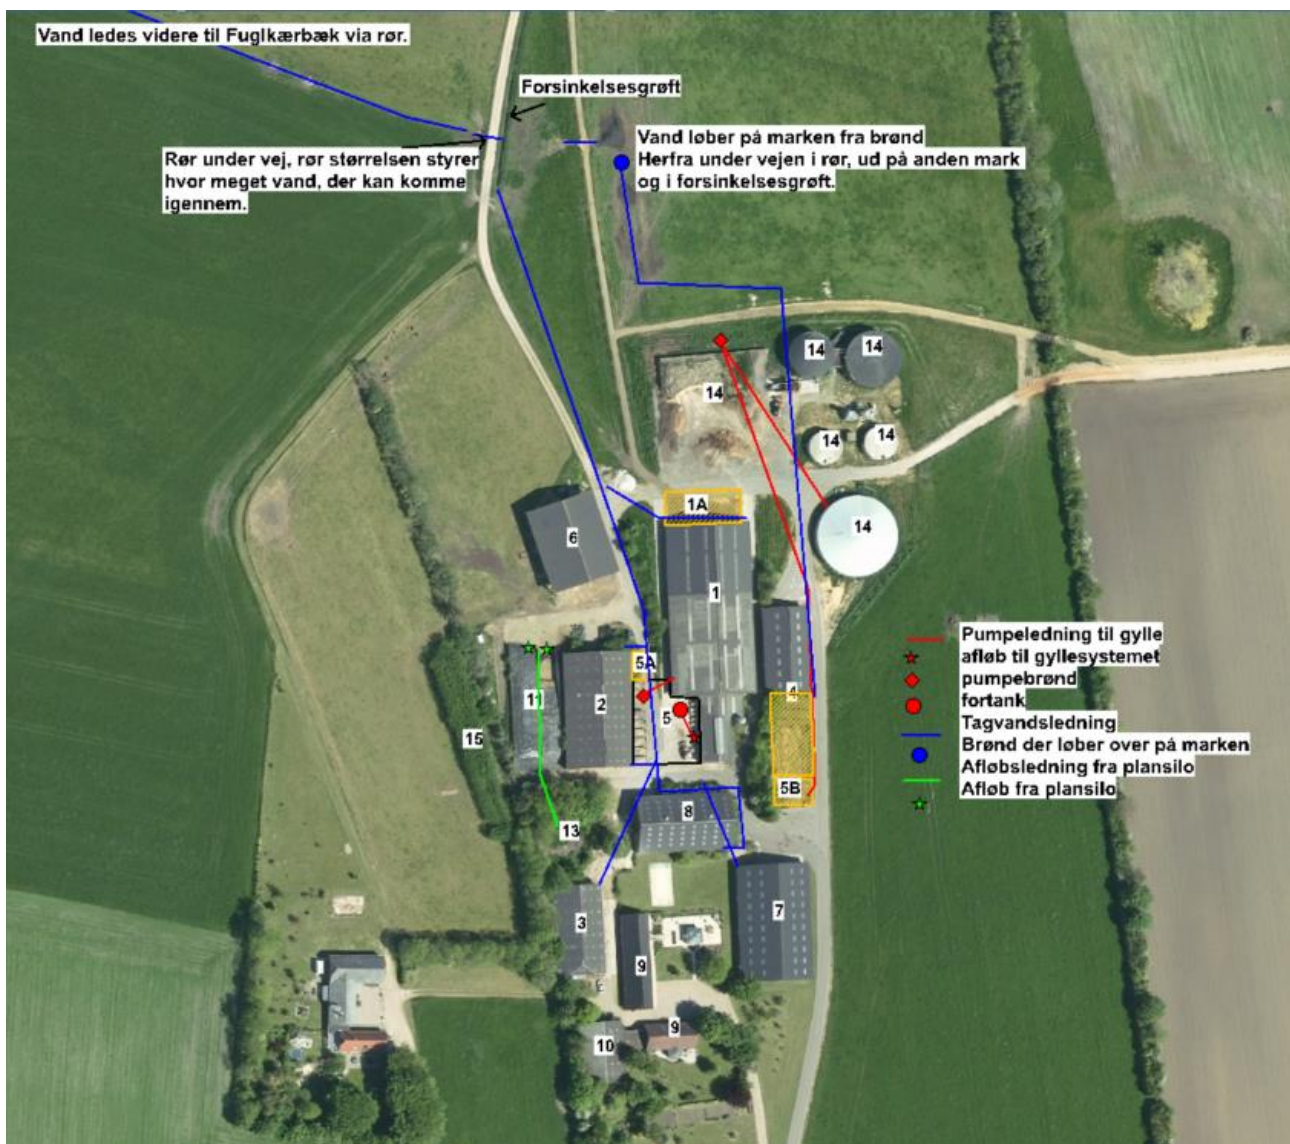 Vand ledes videre til Fuglkærbæk via rør.
Forsinkelsesgrøft
Rør under vej, rør størrelsen styrer
hvor meget vand, der kan komme
igennem.
Vand løber på marken fra brønd
Herfra under vejen i rør, ud på anden mark
og i forsinkelsesgrøft.
14
14
14
14
14
1A
14
6
1
5A
11
2
5
4
15
5B
8
13
3
7
9
9
10
Pumpeledning til gylle
afløb til gyllesystemet
pumpebrønd
fortank
Tagvandsledning
Brønd der løber over på marken
Afløbsledning fra plansilo
Afløb fra plansilo